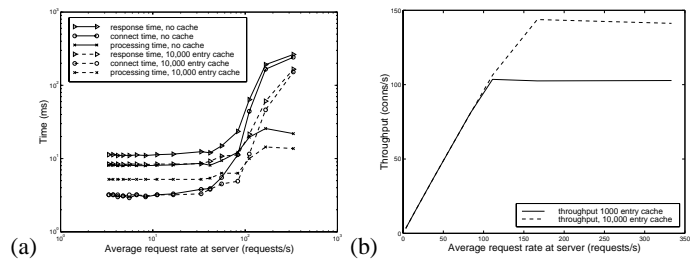 10³
10²
10¹
10⁰
Time (ms)
response time, no cache
connect time, no cache
processing time, no cache
response time, 10,000 entry cache
connect time, 10,000 entry cache
processing time, 10,000 entry cache
10⁰ 10¹ 10² 10³
Average request rate at server (requests/s)
(a)
150
100
50
0
Throughput (conns/s)
throughput 1000 entry cache
throughput, 10,000 entry cache
0 50 100 150 200 250 300 350
Average request rate at server (requests/s)
(b)